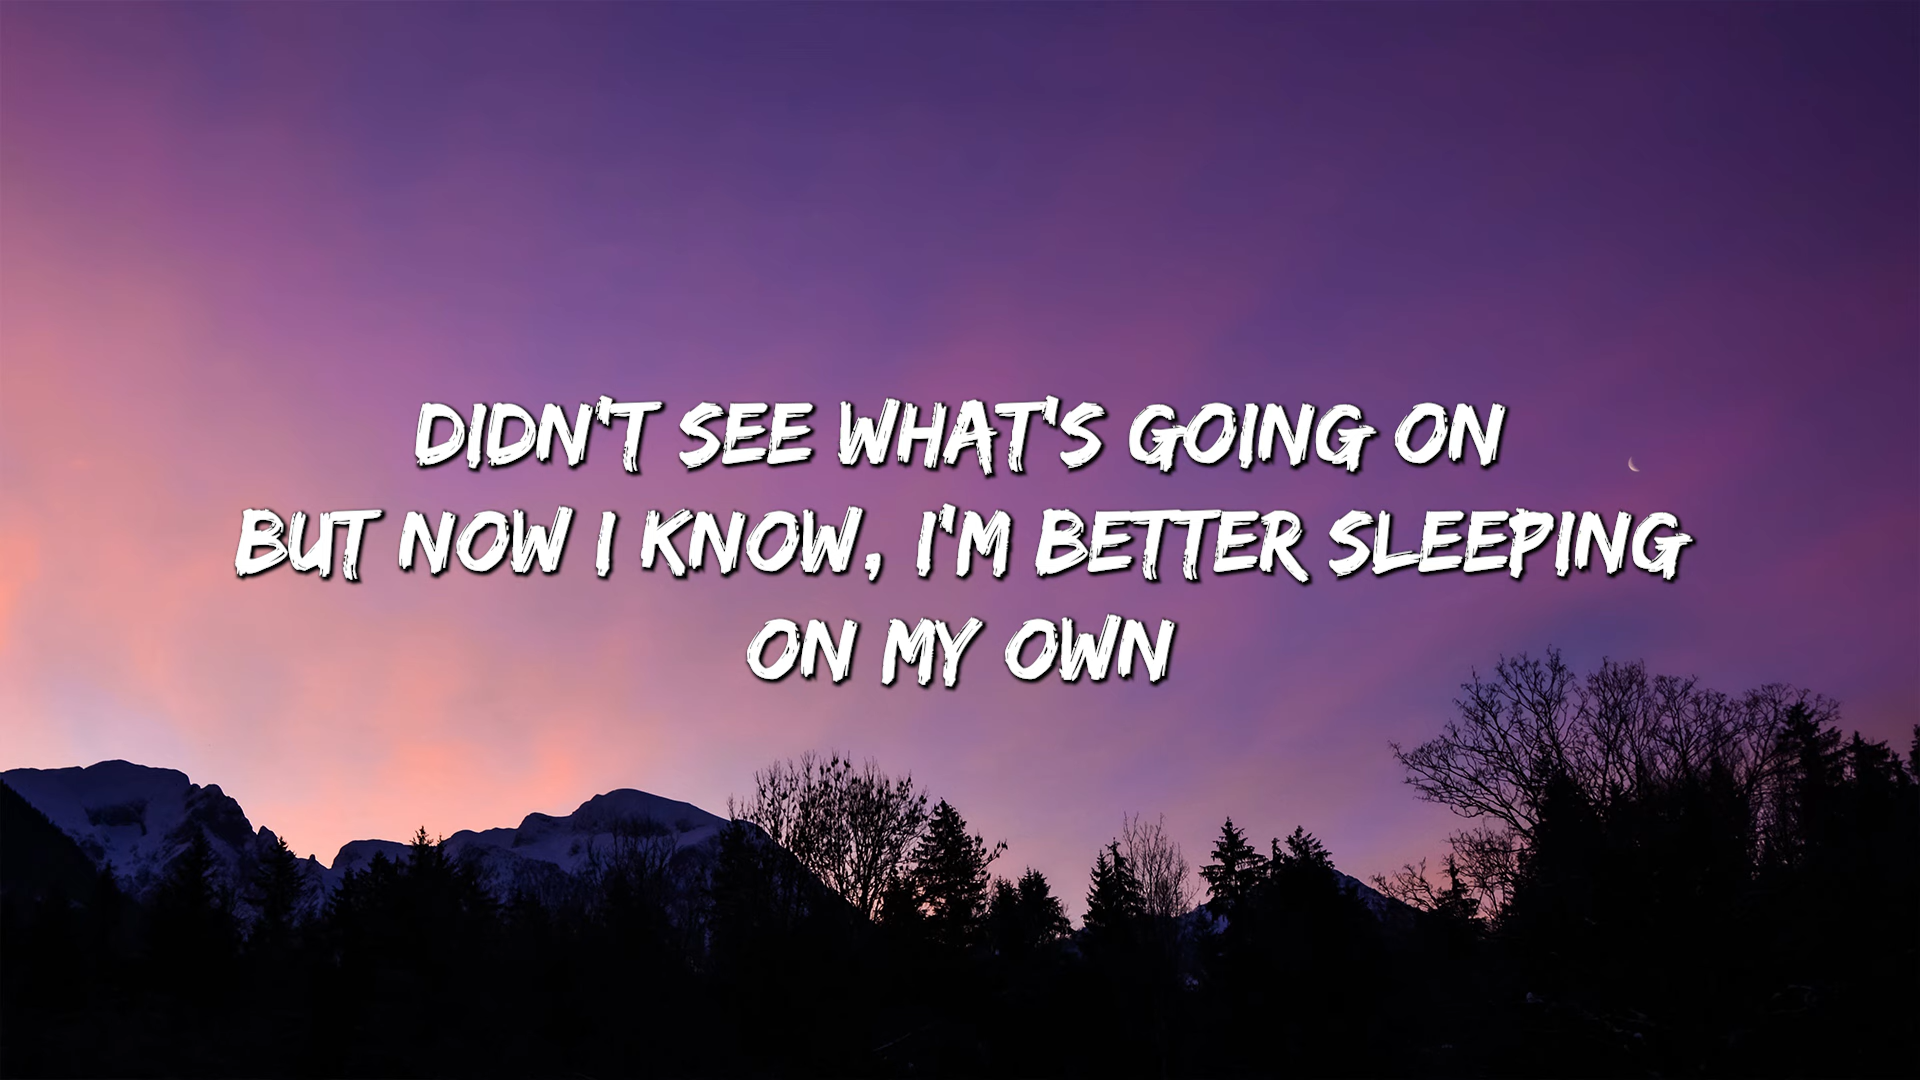 DIDN'T SEE WHAT'S GOING ON
BUT NOW I KNOW, I'M BETTER SLEEPING
ON MY OWN